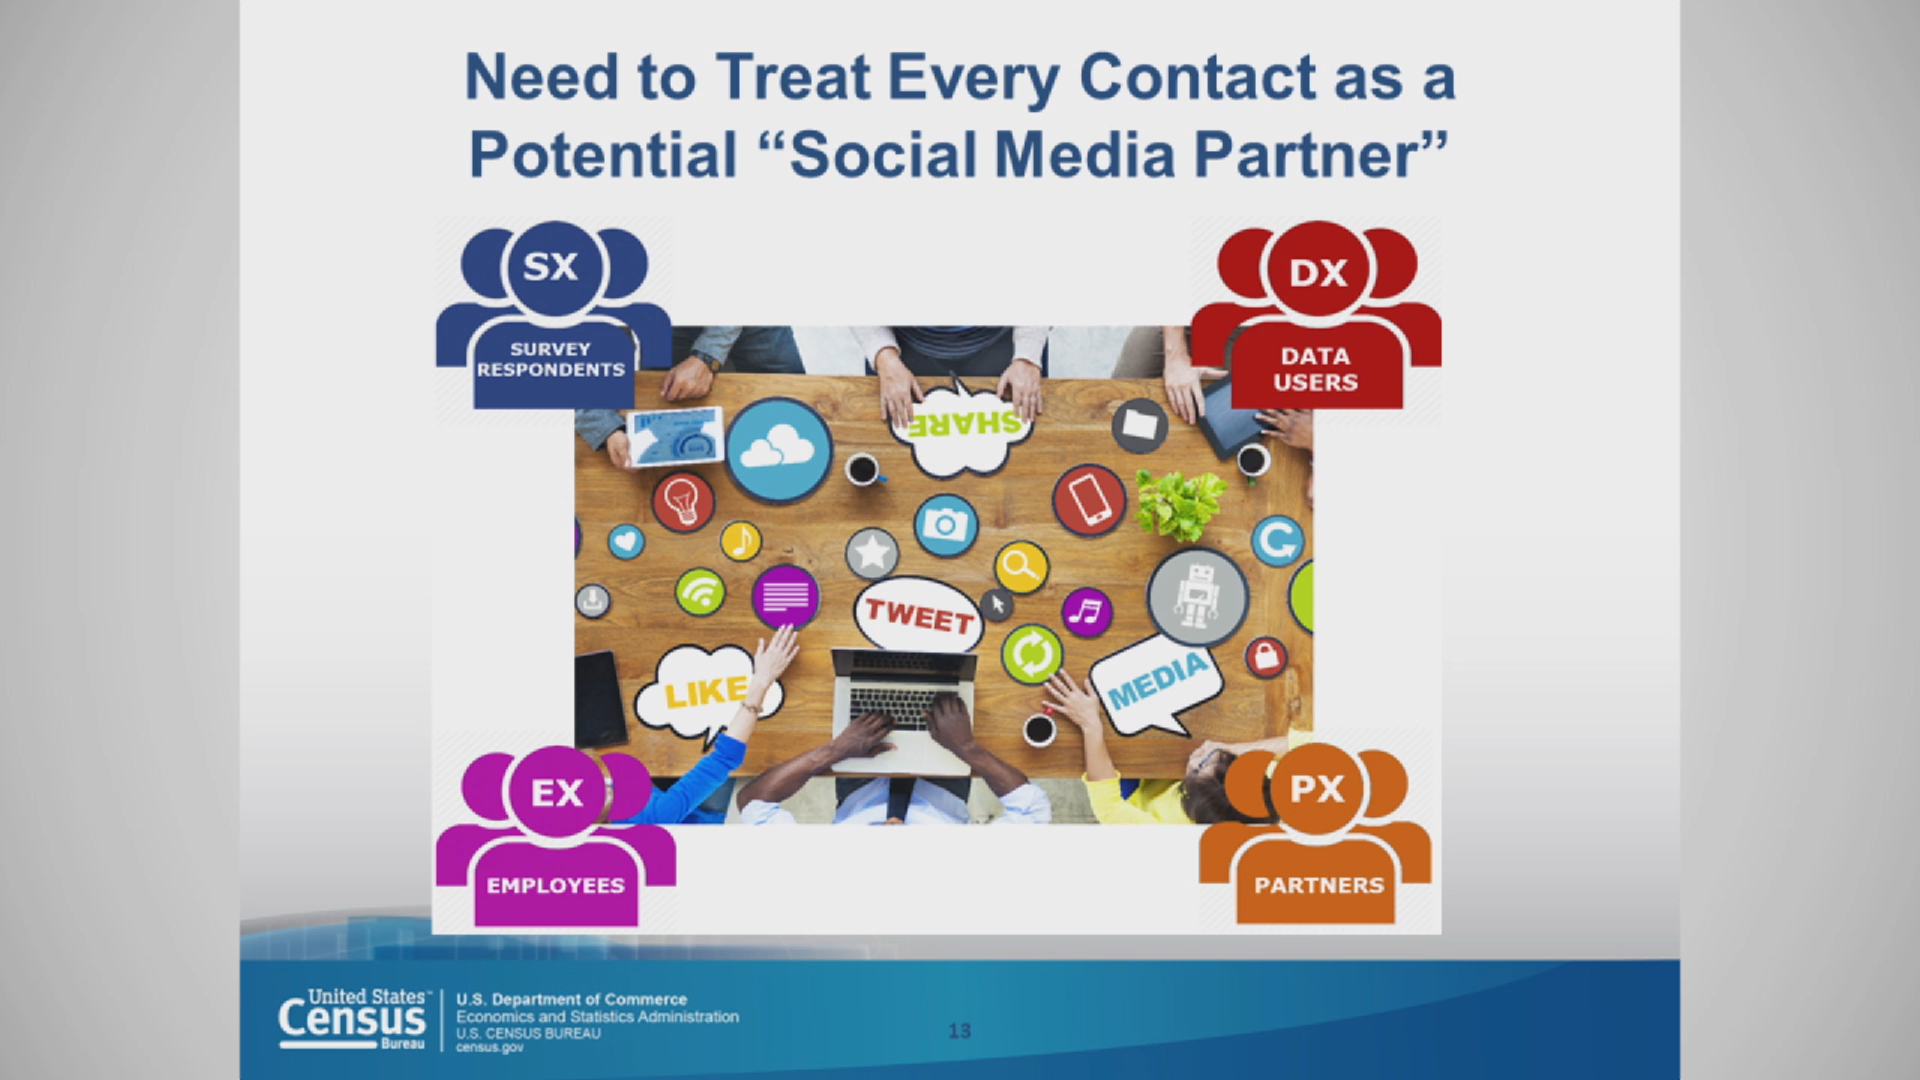 Need to Treat Every Contact as a
Potential “Social Media Partner”
SX
SURVEY
RESPONDENTS
DX
DATA
USERS
SHARE
TWEET
LIKE
MEDIA
EX
EMPLOYEES
PX
PARTNERS
United States™
Census
Bureau
U.S. Department of Commerce
Economics and Statistics Administration
U.S. CENSUS BUREAU
census.gov
13